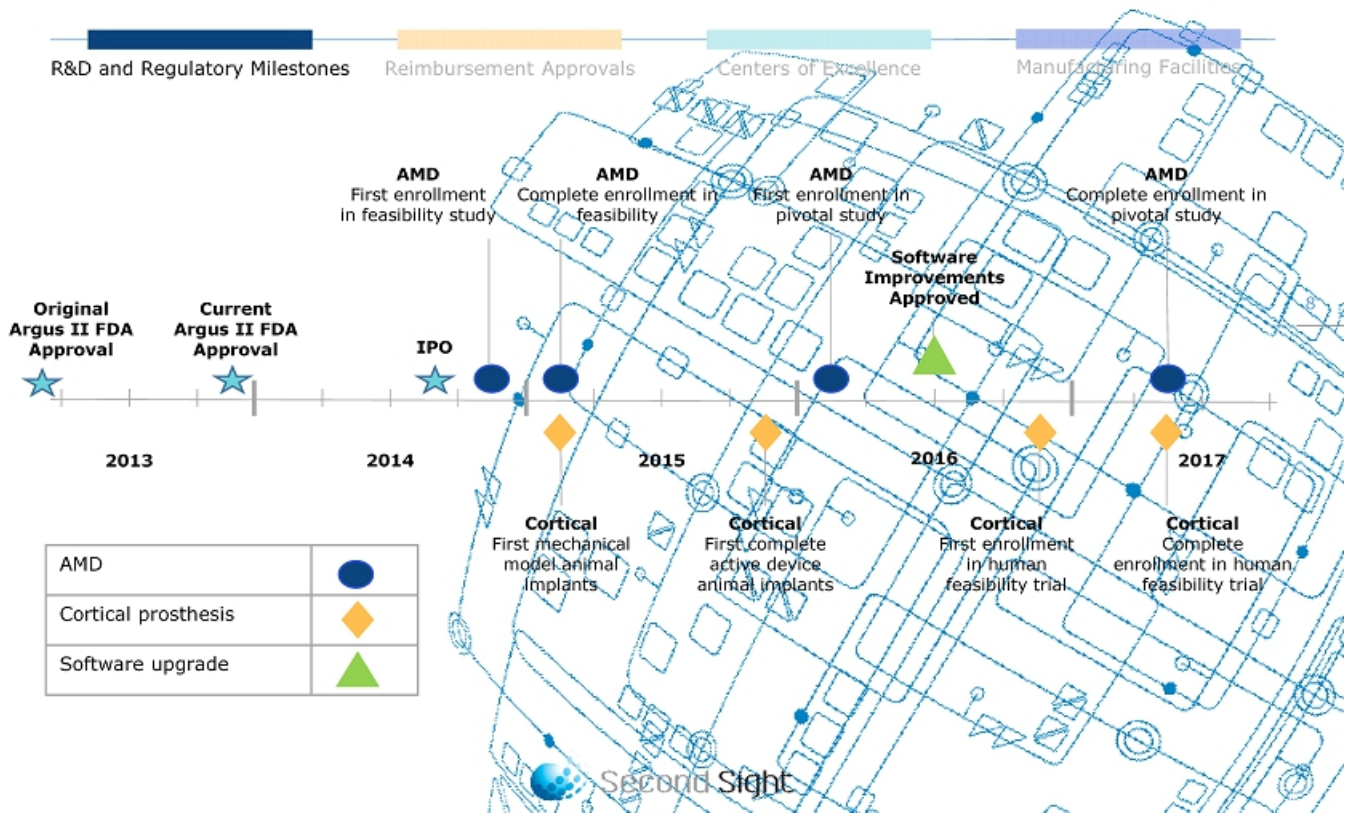 R&D and Regulatory Milestones
Reimbursement Approvals
Centers of Excellence
Manufacturing Facilities
AMD
First enrollment
in feasibility study
AMD
Complete enrollment in
feasibility
AMD
First enrollment in
pivotal study
AMD
Complete enrollment in
pivotal study
Software
Improvements
Approved
8
Original
Argus II FDA
Approval
Current
Argus II FDA
Approval
IPO
2013
2014
2015
2016
2017
Cortical
First mechanical
model animal
implants
Cortical
First complete
active device
animal implants
Cortical
First enrollment
in human
feasibility trial
Cortical
Complete
enrollment in human
feasibility trial
AMD
Cortical prosthesis
Software upgrade
Second Sight